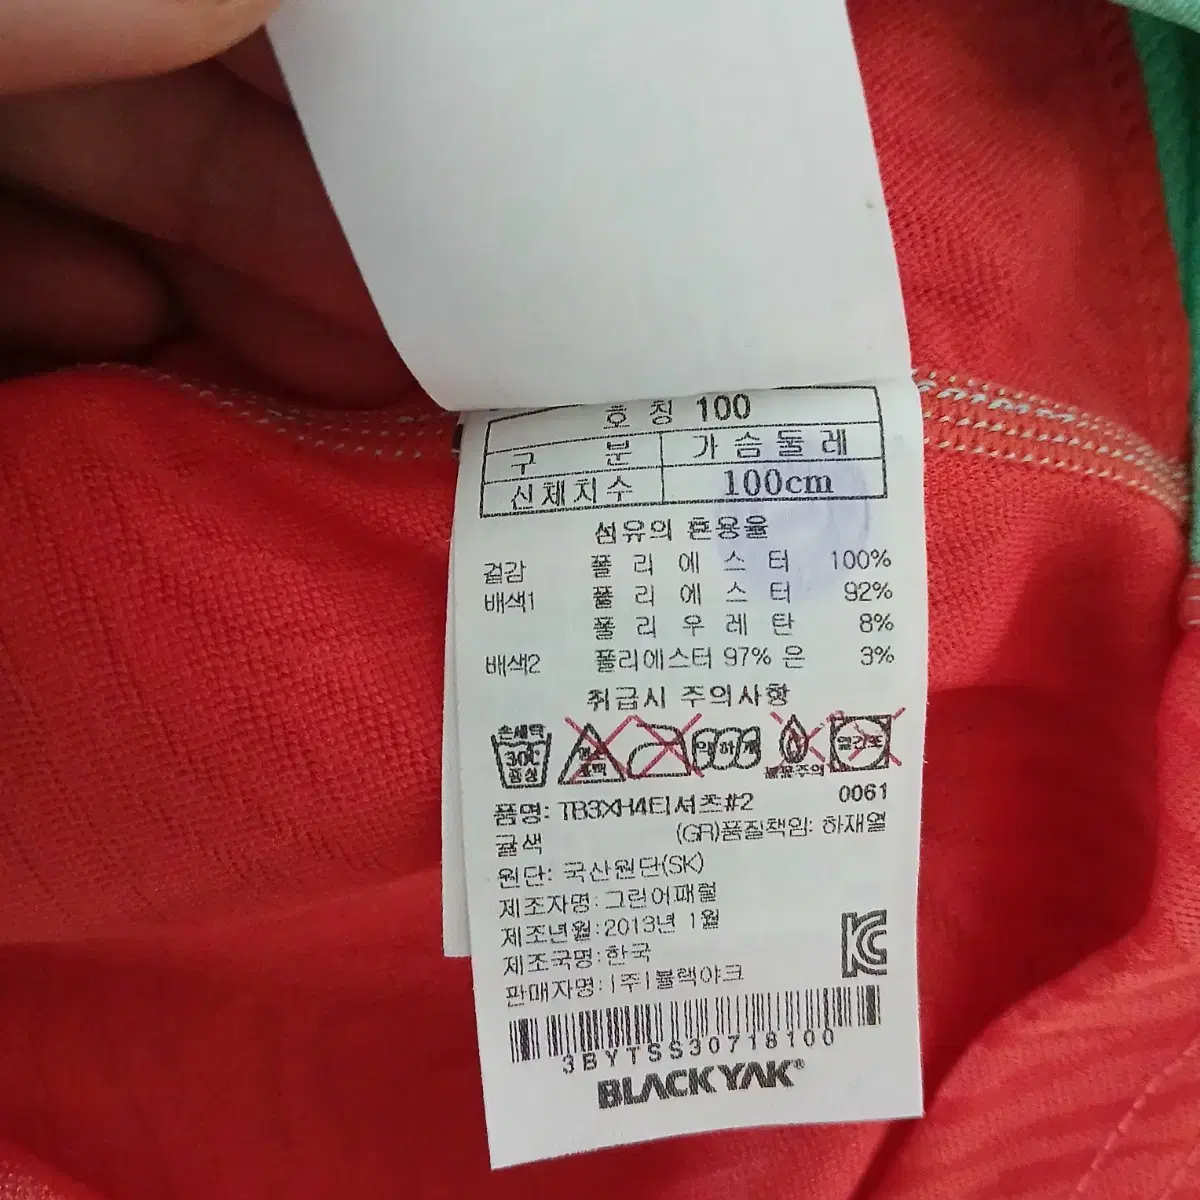 호 칭 100
구 분 가 슴 둘 레
신체치수 100cm
섬유의 혼용율
겉감 폴 리 에 스 터 100%
배색1 폴 리 에 스 터 92%
폴 리 우 레 탄 8%
배색2 폴리에스터 97% 은 3%
취급시 주의사항
손세탁
30℃
중성
약하게
품명: TB3XH4티셔츠#2 0061
귤색 (GR)품질책임: 하재열
원단: 국산원단(SK)
제조자명:그린어패럴
제조년월:2013년 1월
제조국명:한국
판매자명:(주)블랙야크
KC
3BYTSS30718100
BLACKYAK®